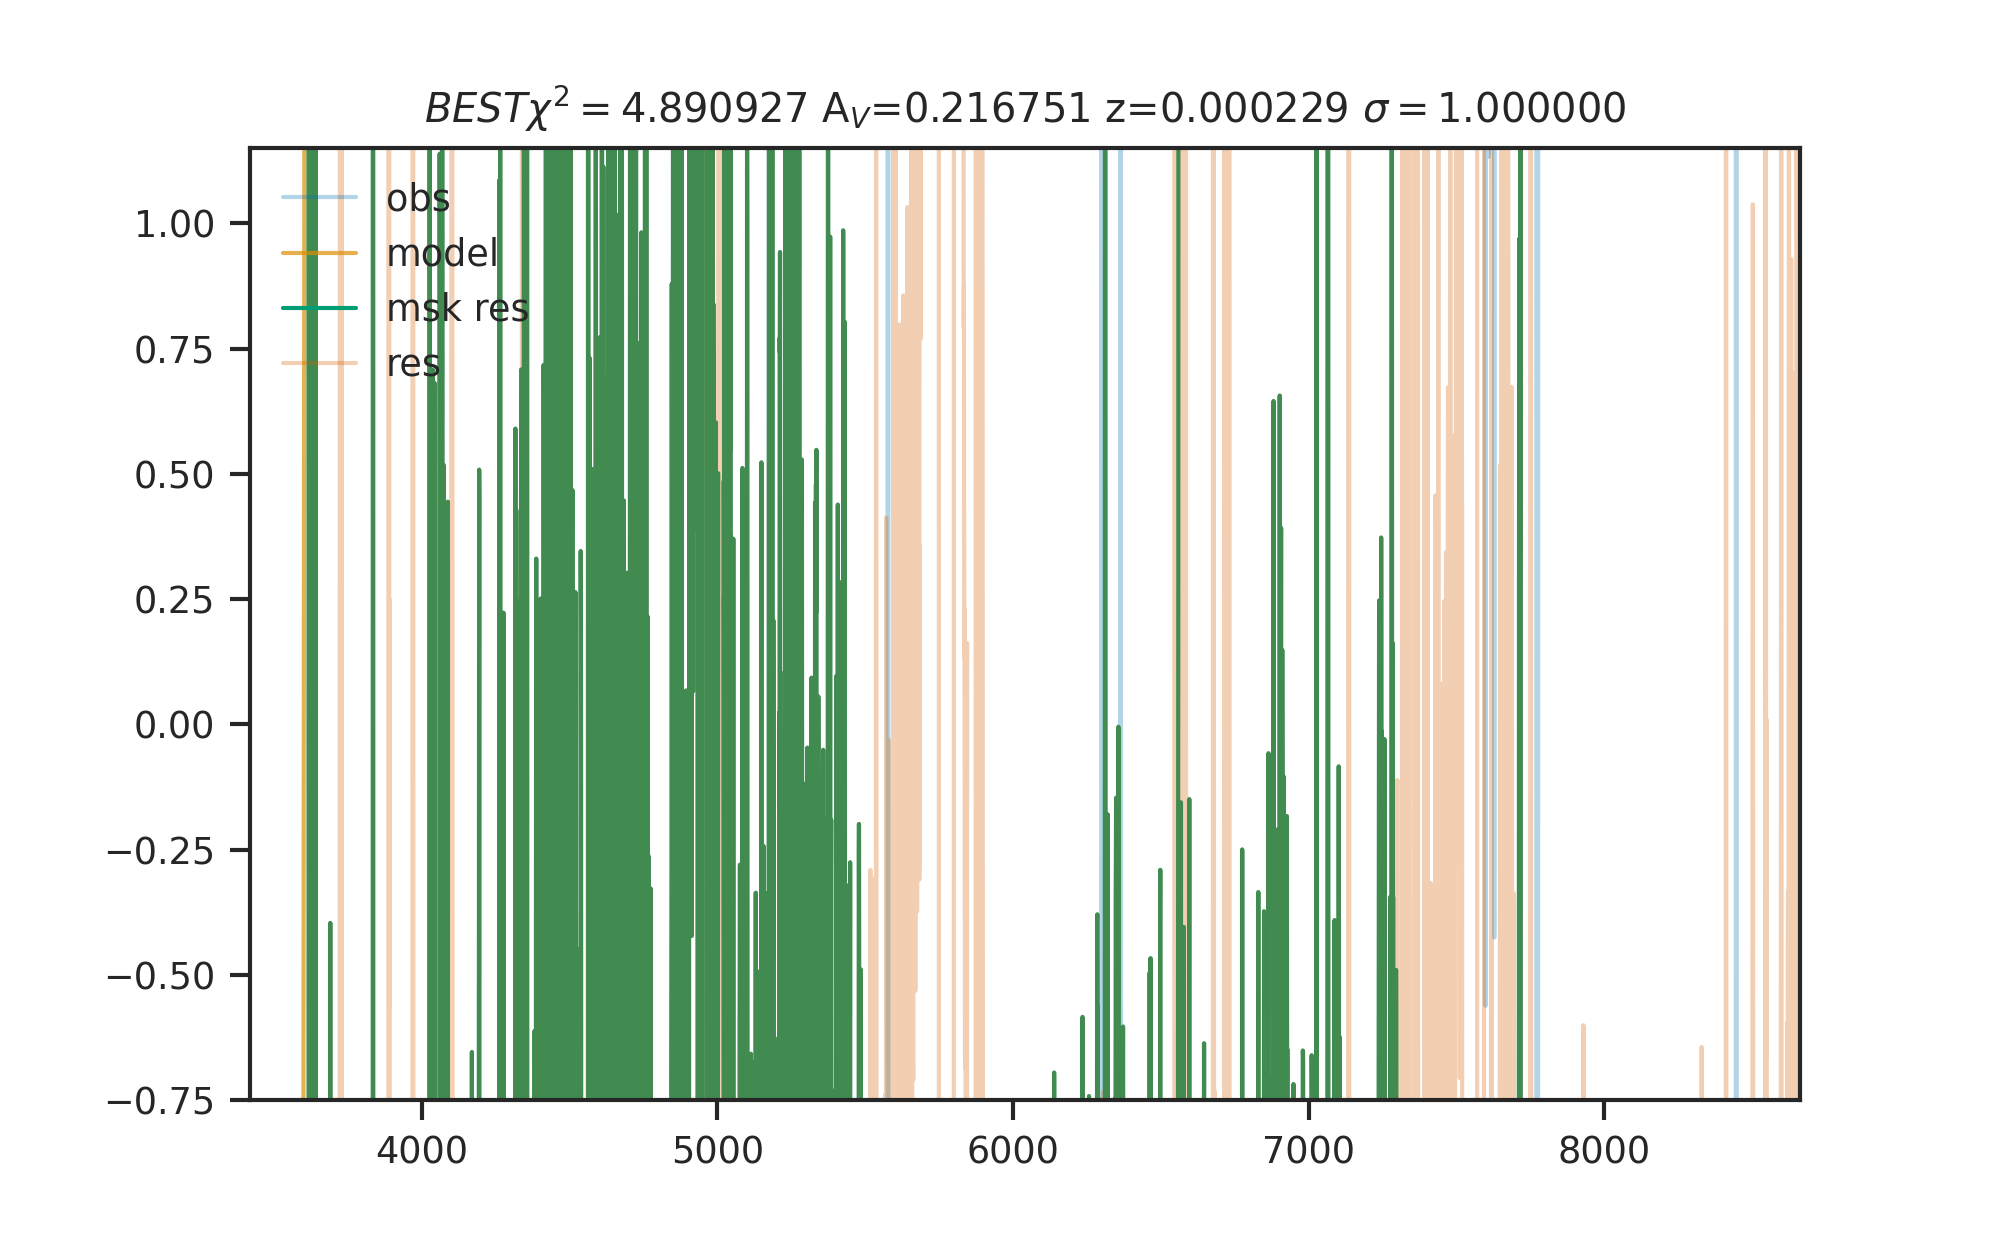 BESTχ² = 4.890927 A_V=0.216751 z=0.000229 σ = 1.000000
obs
model
msk res
res
1.00
0.75
0.50
0.25
0.00
−0.25
−0.50
−0.75
4000 5000 6000 7000 8000